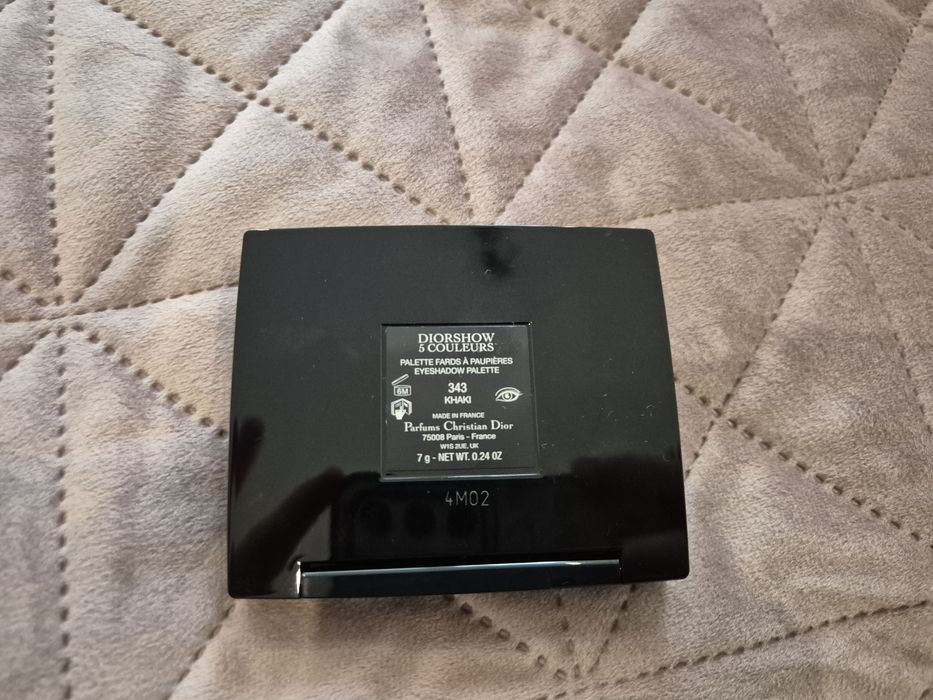 DIORSHOW
5 COULEURS
PALETTE FARDS À PAUPIÈRES
EYESHADOW PALETTE
6M
343
KHAKI
MADE IN FRANCE
Parfums Christian Dior
75008 Paris - France
W1S 2UE, UK
7 g - NET WT. 0.24 OZ
4M02